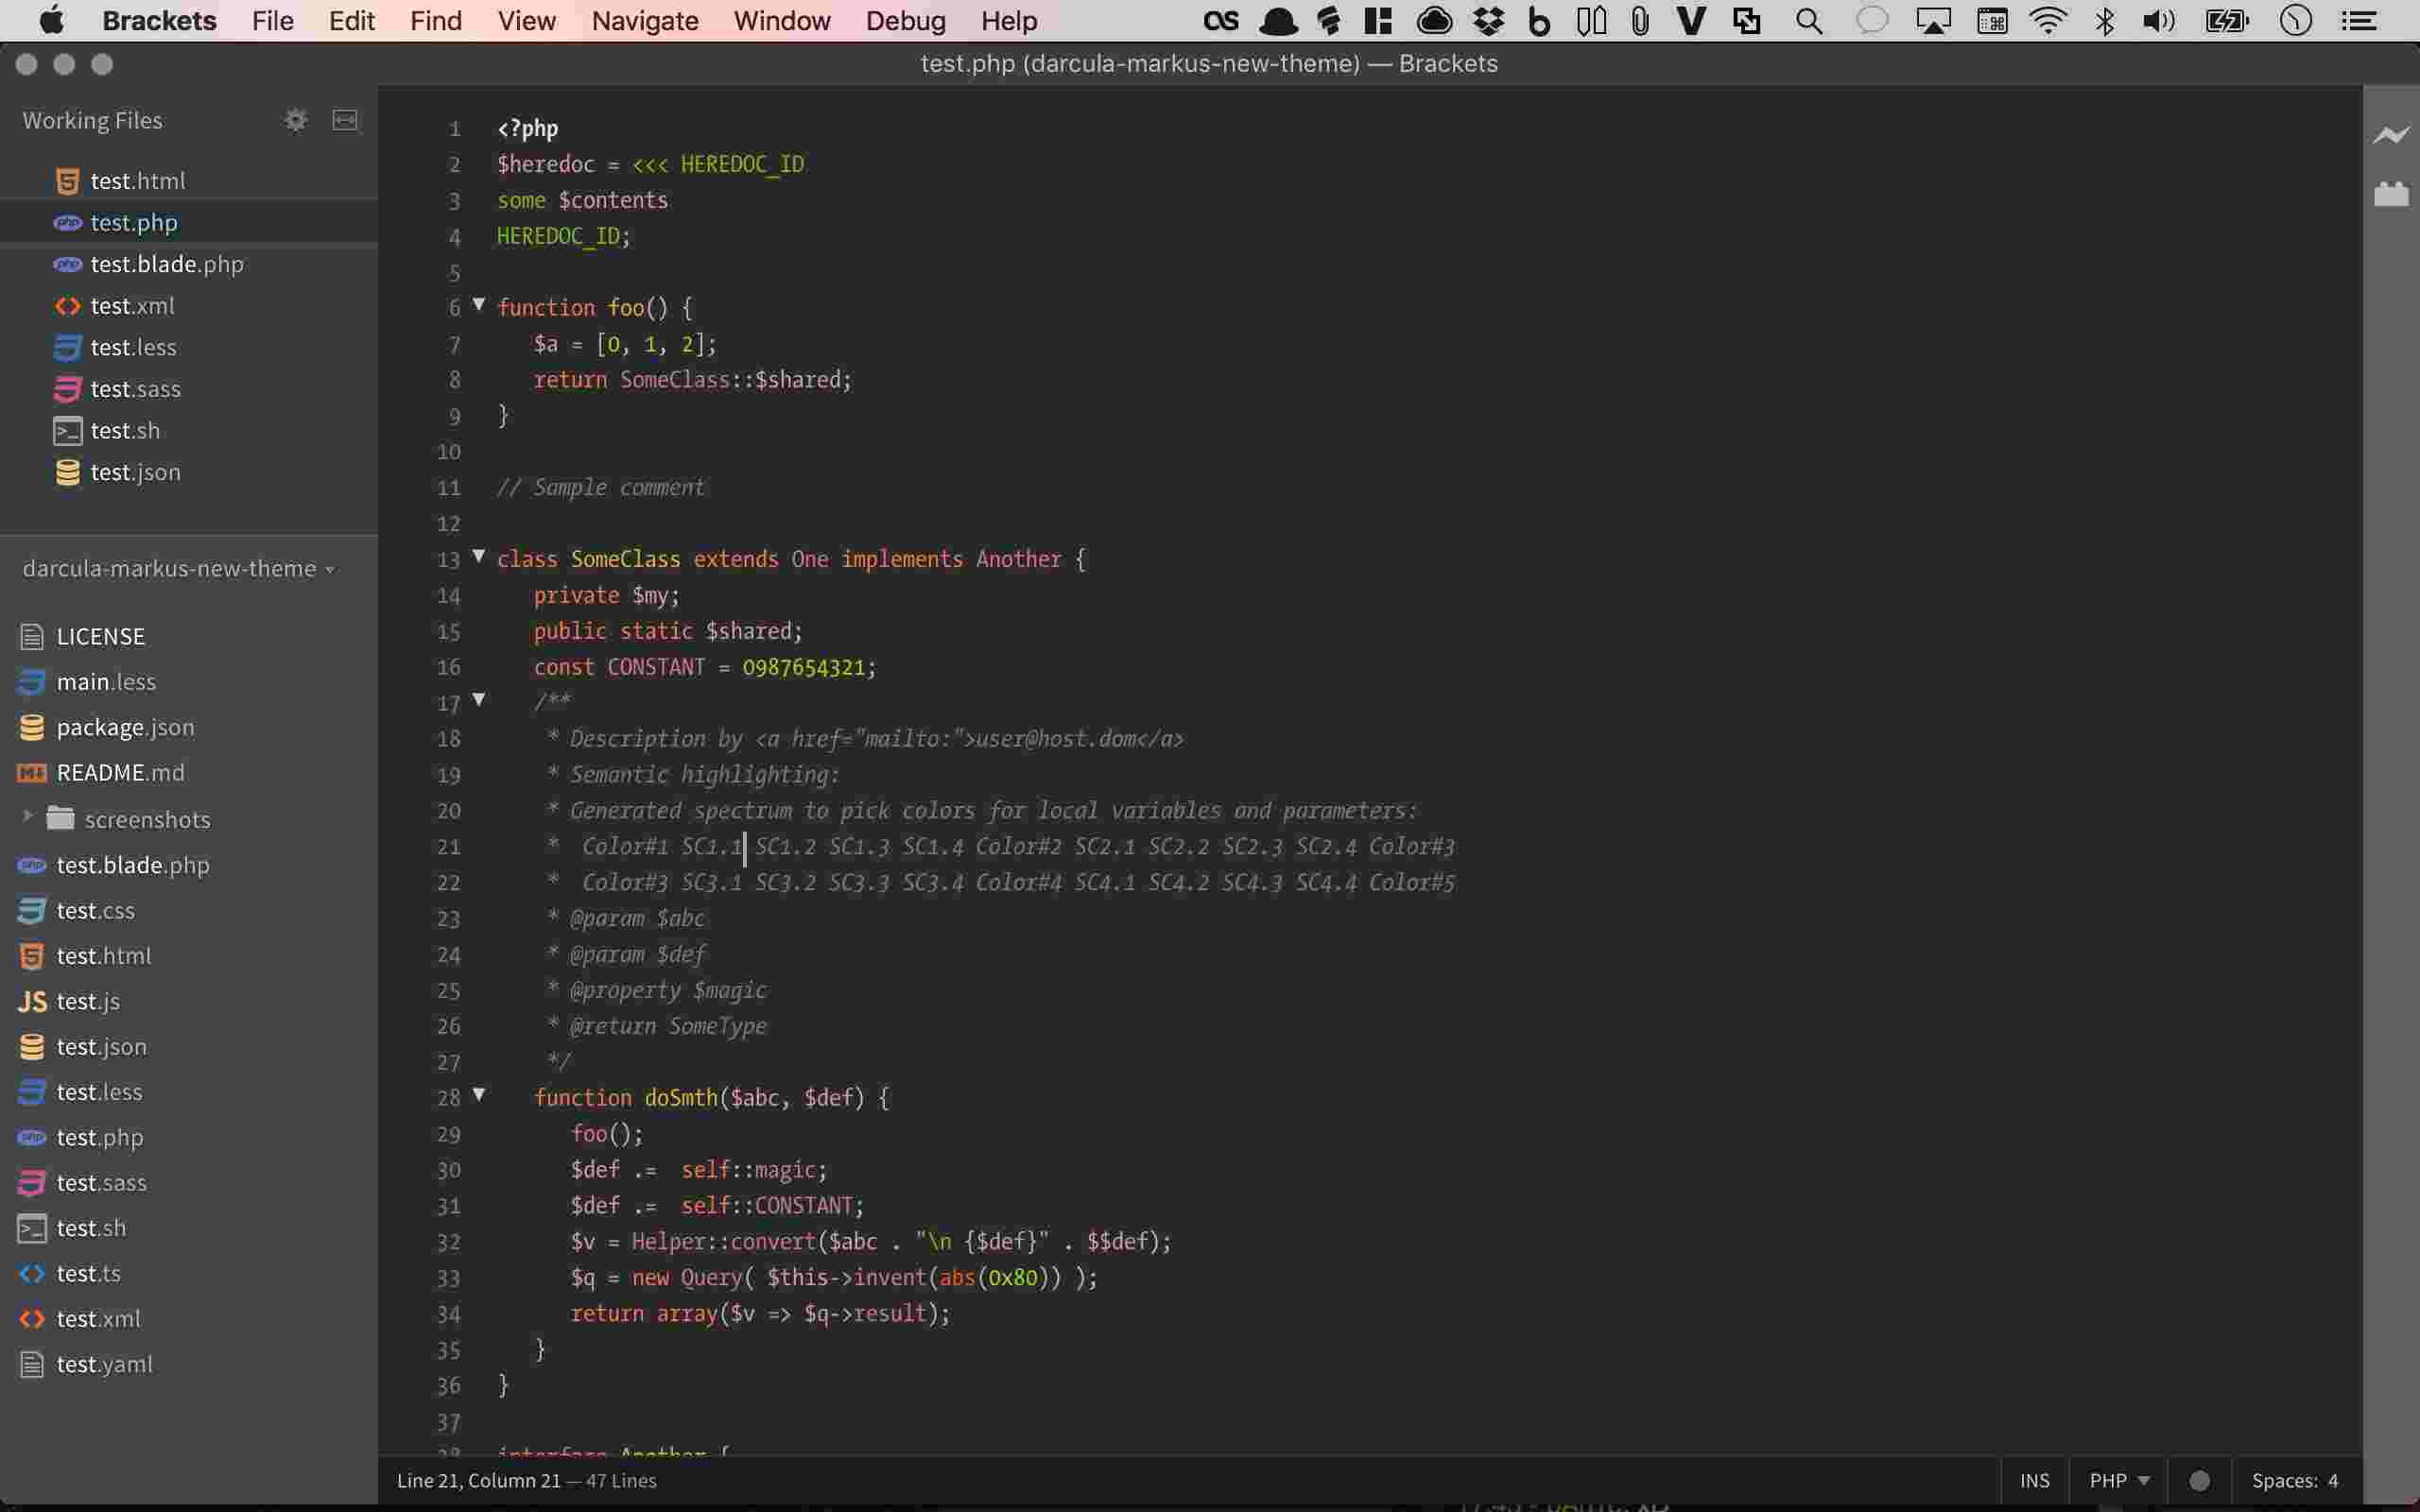 Brackets File Edit Find View Navigate Window Debug Help
test.php (darcula-markus-new-theme) — Brackets
Working Files
test.html
test.php
test.blade.php
test.xml
test.less
test.sass
test.sh
test.json
darcula-markus-new-theme
LICENSE
main.less
package.json
README.md
screenshots
test.blade.php
test.css
test.html
JS test.js
test.json
test.less
test.php
test.sass
test.sh
test.ts
test.xml
test.yaml
1 <?php
2 $heredoc = <<< HEREDOC_ID
3 some $contents
4 HEREDOC_ID;
5
6 function foo() {
7 $a = [0, 1, 2];
8 return SomeClass::$shared;
9 }
10
11 // Sample comment
12
13 class SomeClass extends One implements Another {
14 private $my;
15 public static $shared;
16 const CONSTANT = 0987654321;
17 /**
18 * Description by <a href="mailto:">user@host.dom</a>
19 * Semantic highlighting:
20 * Generated spectrum to pick colors for local variables and parameters:
21 * Color#1 SC1.1 SC1.2 SC1.3 SC1.4 Color#2 SC2.1 SC2.2 SC2.3 SC2.4 Color#3
22 * Color#3 SC3.1 SC3.2 SC3.3 SC3.4 Color#4 SC4.1 SC4.2 SC4.3 SC4.4 Color#5
23 * @param $abc
24 * @param $def
25 * @property $magic
26 * @return SomeType
27 */
28 function doSmth($abc, $def) {
29 foo();
30 $def .= self::magic;
31 $def .= self::CONSTANT;
32 $v = Helper::convert($abc . "\n {$def}" . $$def);
33 $q = new Query( $this->invent(abs(0x80)) );
34 return array($v => $q->result);
35 }
36 }
37
38 interface Another {
Line 21, Column 21 — 47 Lines
INS PHP Spaces: 4